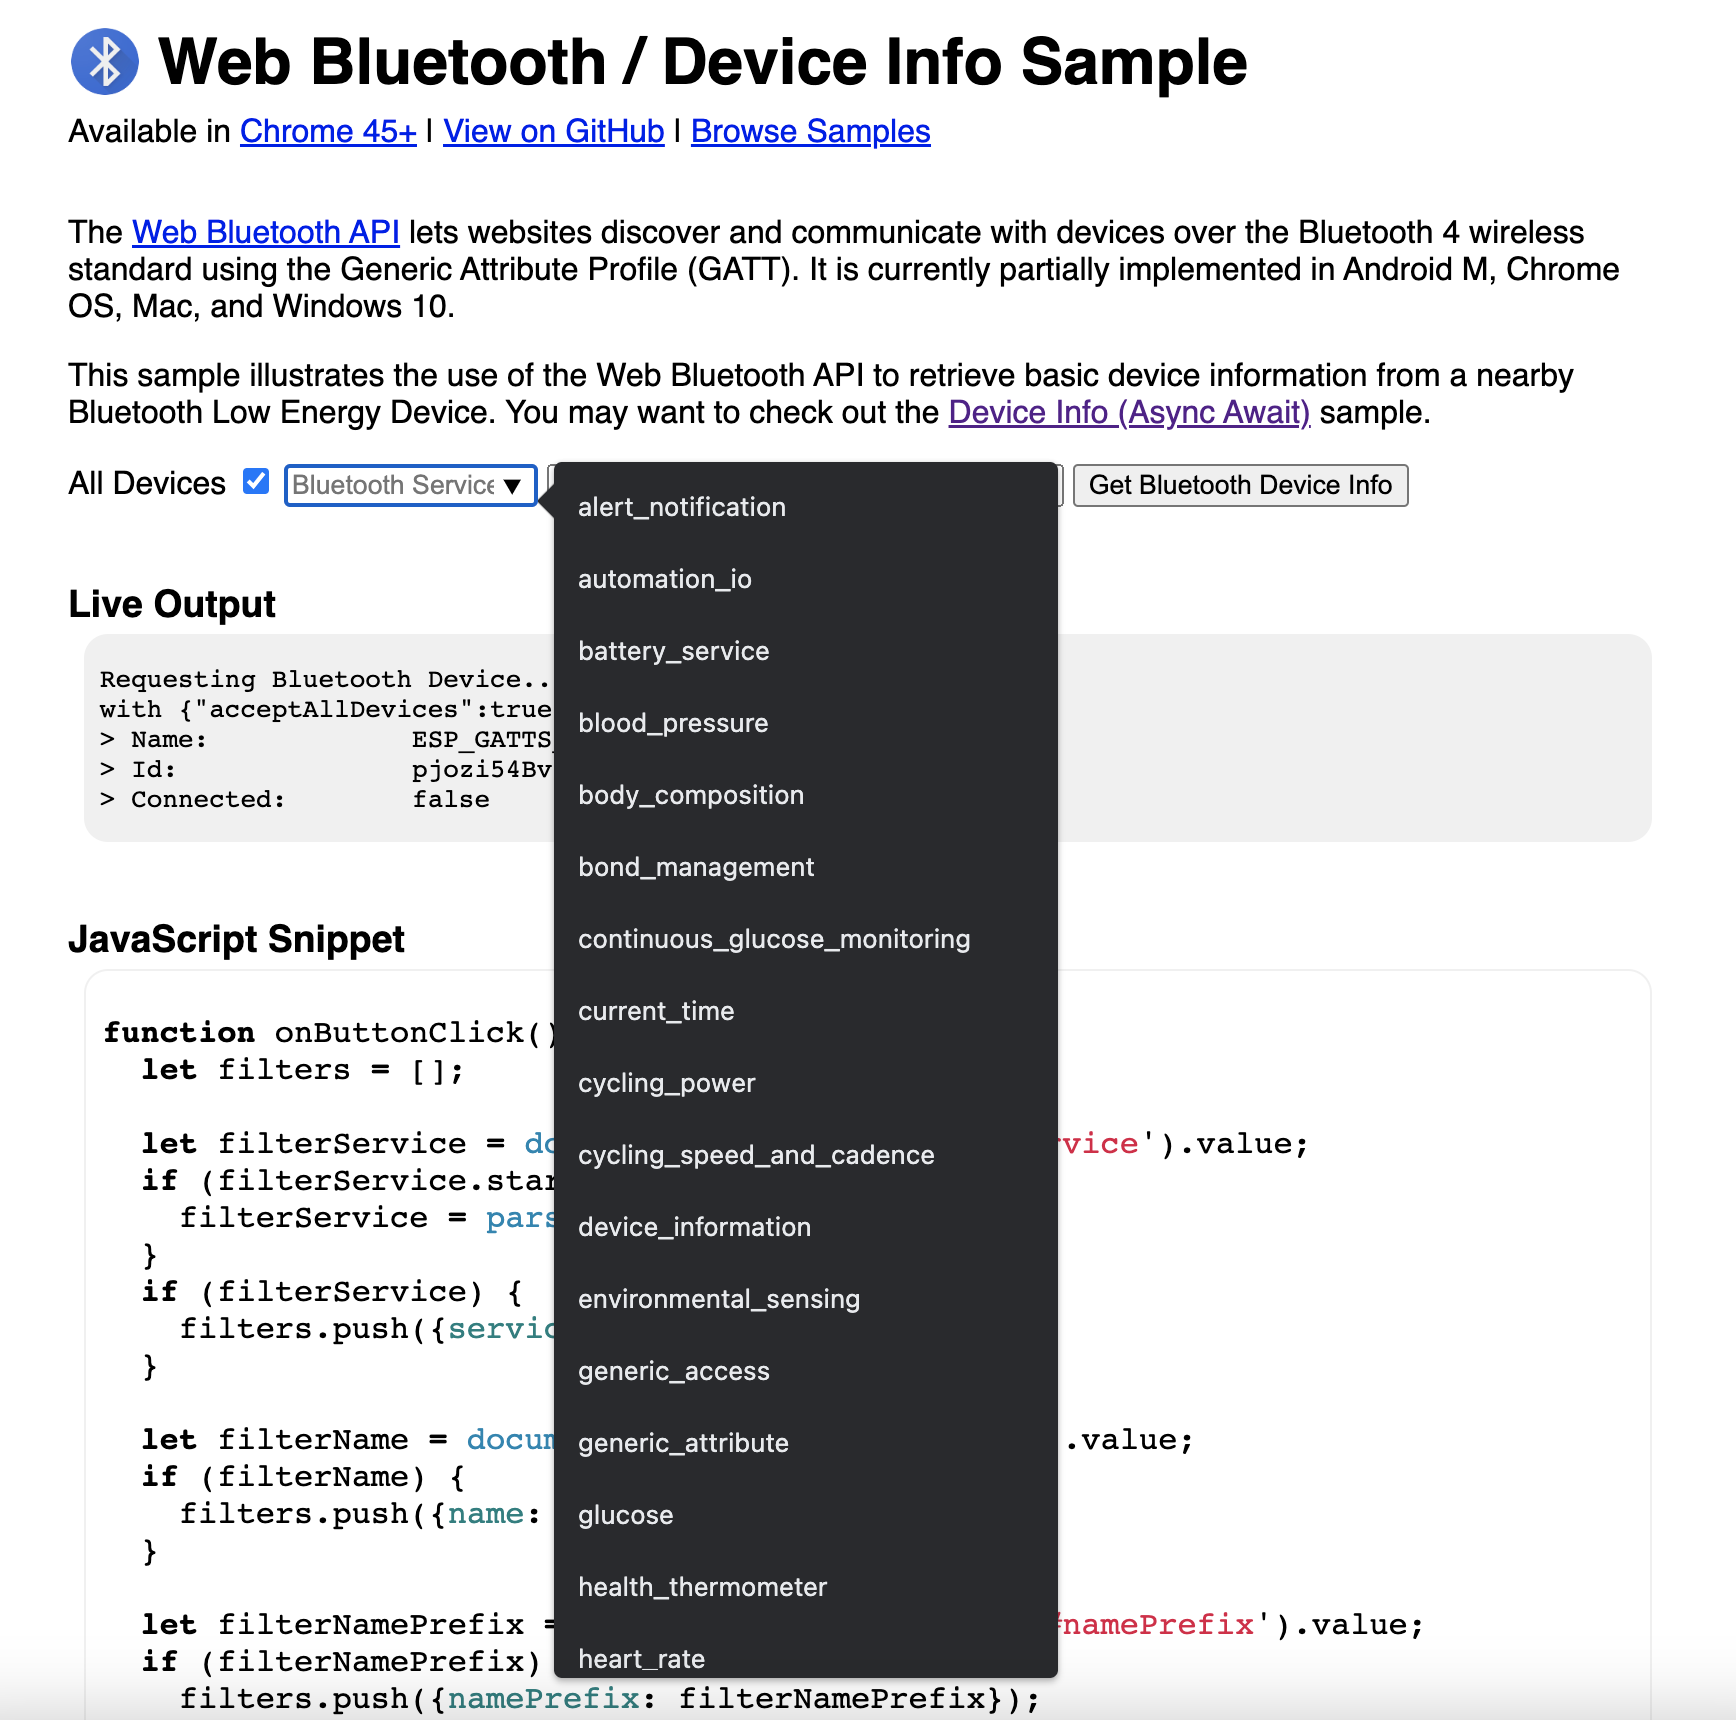 Web Bluetooth / Device Info Sample
Available in Chrome 45+ | View on GitHub | Browse Samples
The Web Bluetooth API lets websites discover and communicate with devices over the Bluetooth 4 wireless
standard using the Generic Attribute Profile (GATT). It is currently partially implemented in Android M, Chrome
OS, Mac, and Windows 10.
This sample illustrates the use of the Web Bluetooth API to retrieve basic device information from a nearby
Bluetooth Low Energy Device. You may want to check out the Device Info (Async Await) sample.
All Devices Bluetooth Service ▼ Get Bluetooth Device Info
alert_notification
automation_io
battery_service
blood_pressure
body_composition
bond_management
continuous_glucose_monitoring
current_time
cycling_power
cycling_speed_and_cadence
device_information
environmental_sensing
generic_access
generic_attribute
glucose
health_thermometer
heart_rate
Live Output
Requesting Bluetooth Device..
with {"acceptAllDevices":true
> Name: ESP_GATTS_
> Id: pjozi54Bv
> Connected: false
JavaScript Snippet
function onButtonClick()
let filters = [];
let filterService = do rvice').value;
if (filterService.star
filterService = pars
}
if (filterService) {
filters.push({servic
}
let filterName = docum .value;
if (filterName) {
filters.push({name:
}
let filterNamePrefix = #namePrefix').value;
if (filterNamePrefix)
filters.push({namePrefix: filterNamePrefix});